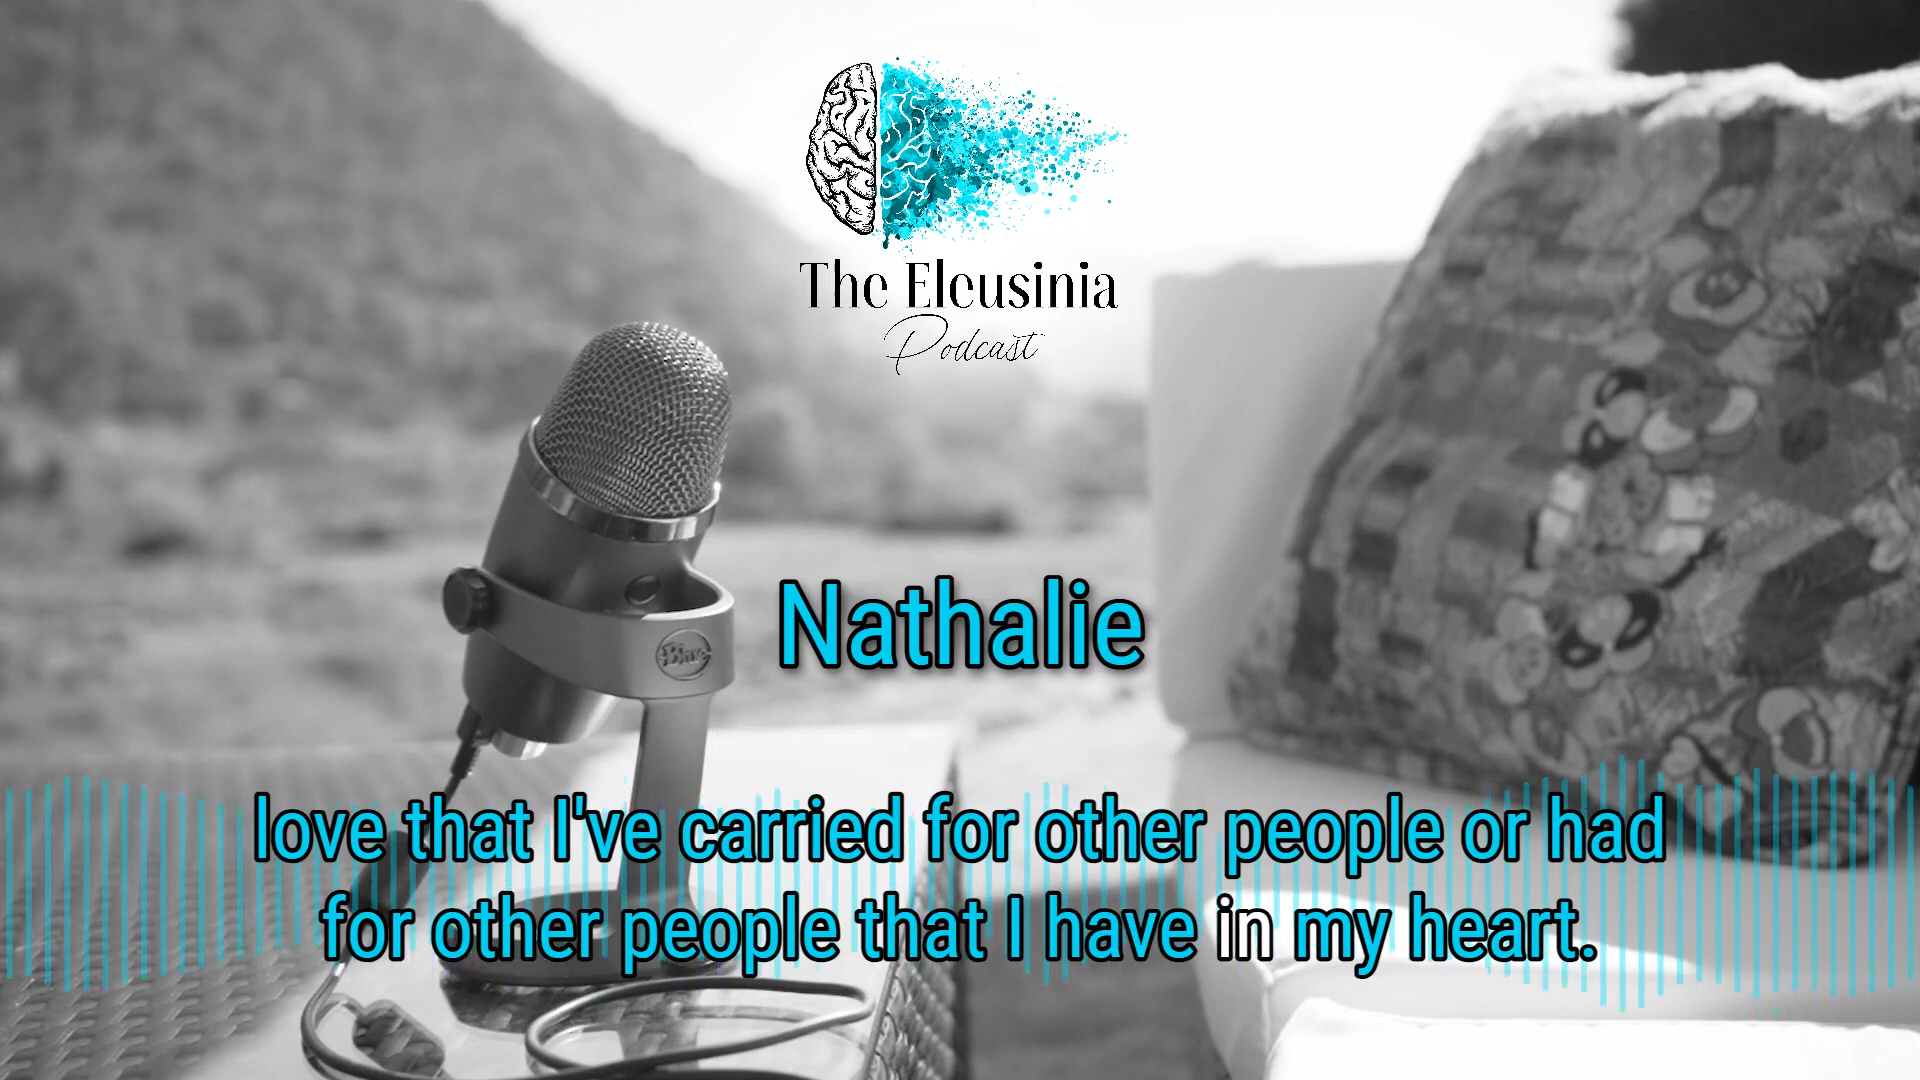 The Eleusinia
Podcast
Blue
Nathalie
love that I've carried for other people or had
for other people that I have in my heart.